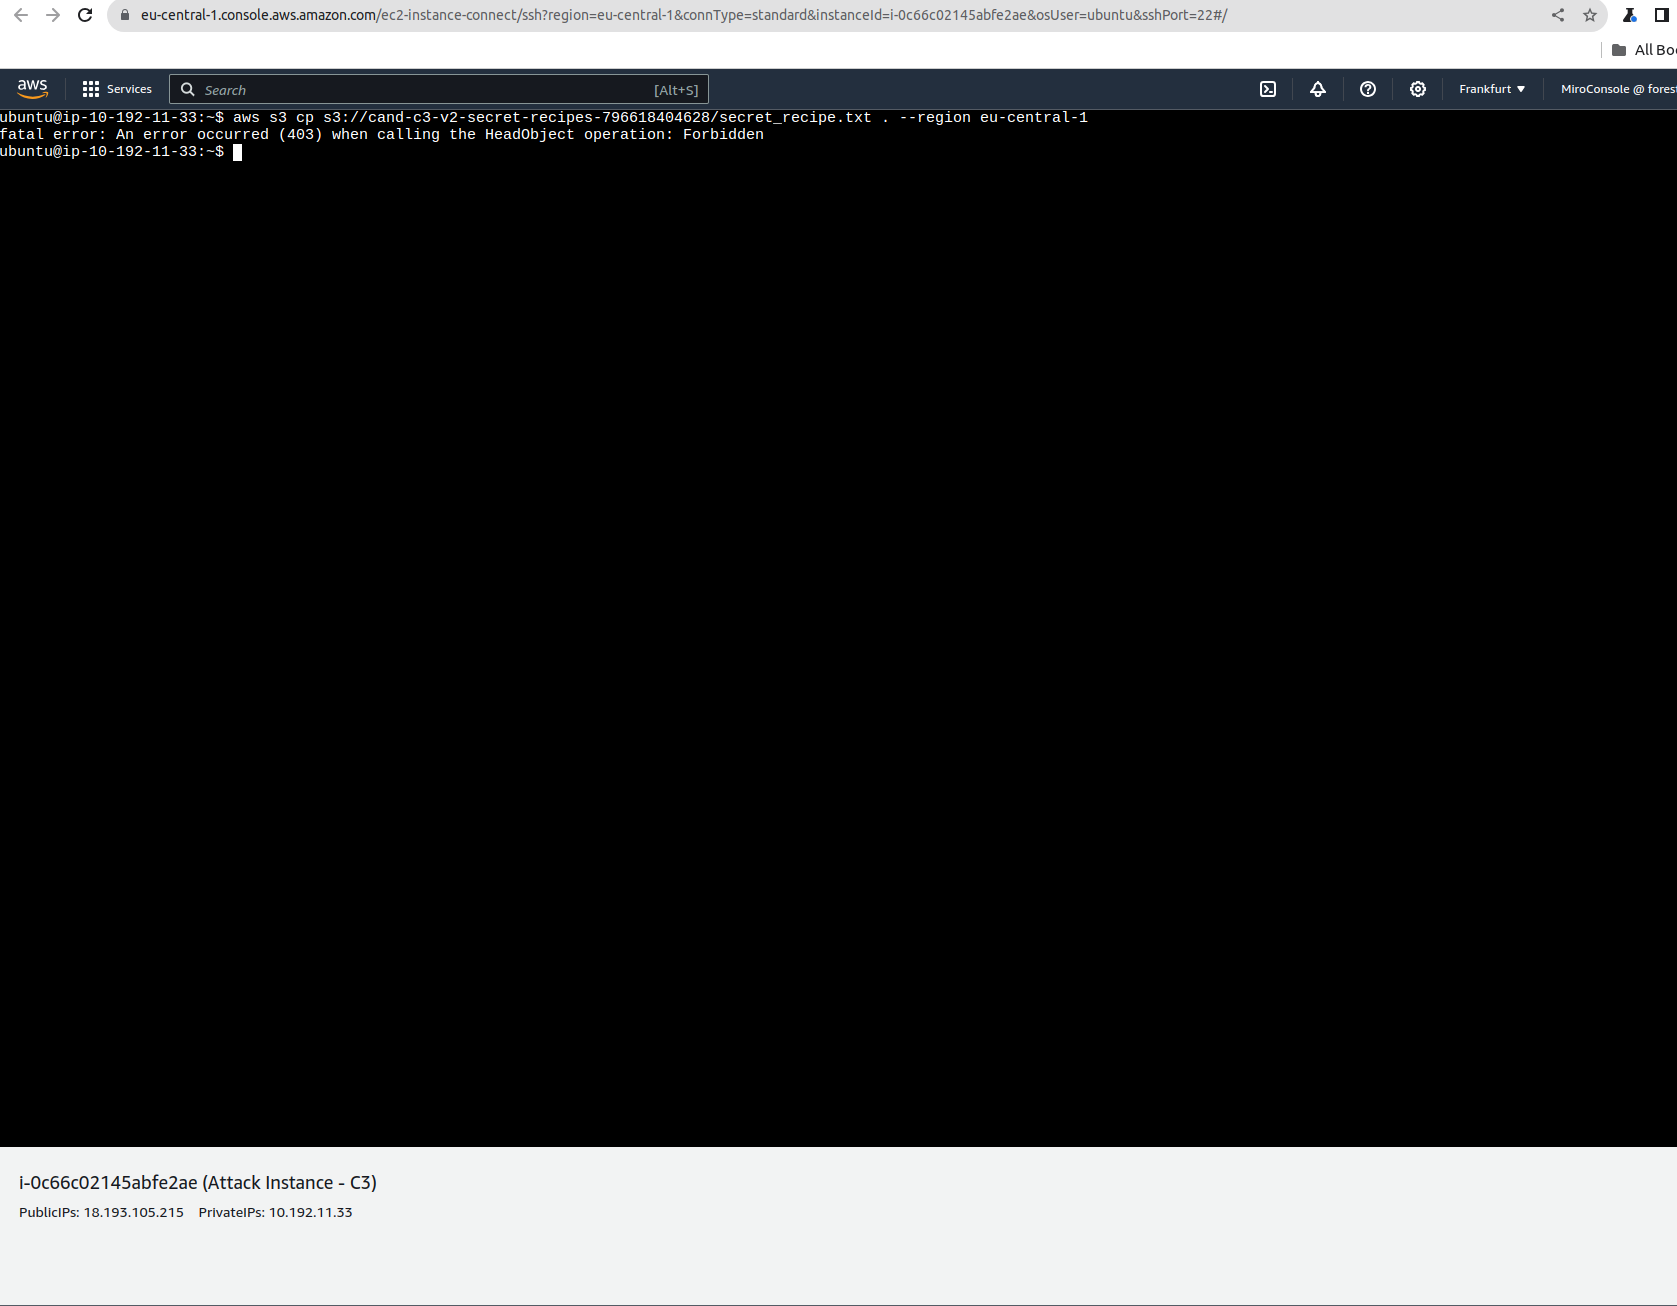 eu-central-1.console.aws.amazon.com/ec2-instance-connect/ssh?region=eu-central-1&connType=standard&instanceId=i-0c66c02145abfe2ae&osUser=ubuntu&sshPort=22#/
All Bo
aws Services Search [Alt+S] Frankfurt MiroConsole @ fores
ubuntu@ip-10-192-11-33:~$ aws s3 cp s3://cand-c3-v2-secret-recipes-796618404628/secret_recipe.txt . --region eu-central-1
fatal error: An error occurred (403) when calling the HeadObject operation: Forbidden
ubuntu@ip-10-192-11-33:~$
i-0c66c02145abfe2ae (Attack Instance - C3)
PublicIPs: 18.193.105.215 PrivateIPs: 10.192.11.33